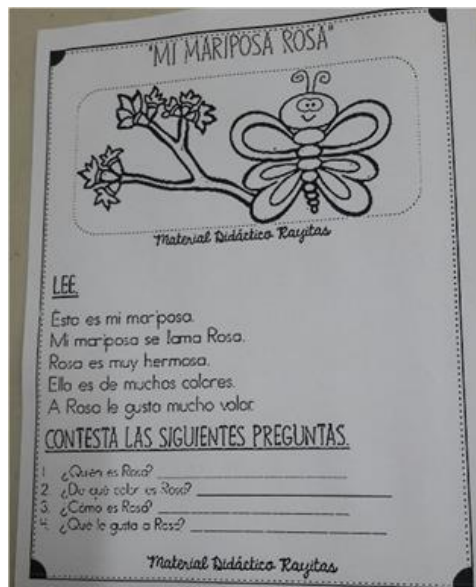 "MI MARIPOSA ROSA"
Material Didáctico Rayitas
LEE.
Esta es mi mariposa.
Mi mariposa se llama Rosa.
Rosa es muy hermosa.
Ella es de muchos colores.
A Rosa le gusta mucho volar.
CONTESTA LAS SIGUIENTES PREGUNTAS.
1. ¿Quién es Rosa?
2. ¿De qué color es Rosa?
3. ¿Cómo es Rosa?
4. ¿Qué le gusta a Rosa?
Material Didáctico Rayitas